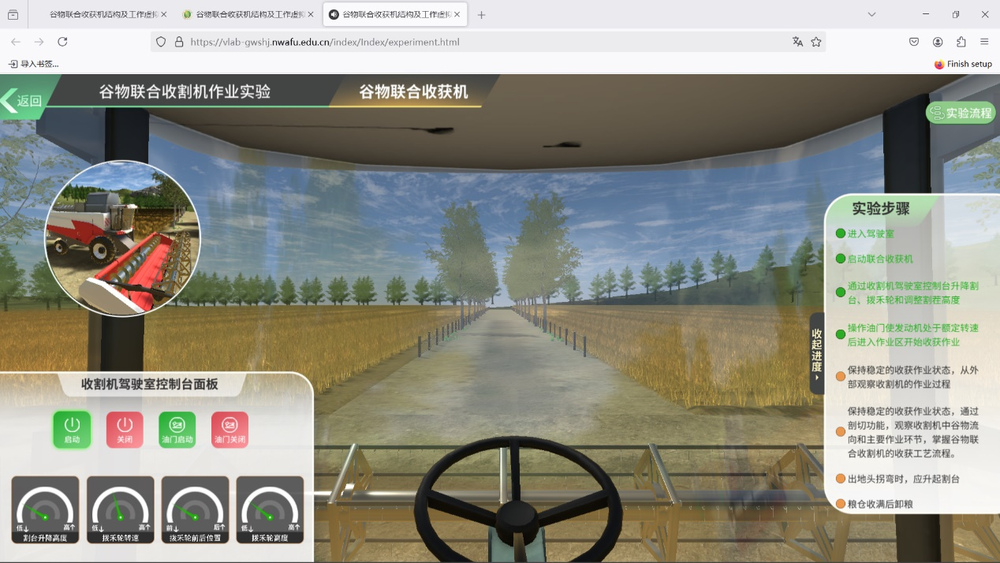 谷物联合收获机结构及工作虚拟
谷物联合收获机结构及工作虚拟
谷物联合收获机结构及工作虚拟
https://vlab-gwshj.nwafu.edu.cn/index/Index/experiment.html
导入书签...
Finish setup
返回
谷物联合收割机作业实验
谷物联合收获机
实验流程
实验步骤
进入驾驶室
启动联合收获机
通过收割机驾驶室控制台升降割
台、拨禾轮和调整割茬高度
操作油门使发动机处于额定转速
后进入作业区开始收获作业
保持稳定的收获作业状态，从外
部观察收割机的作业过程
保持稳定的收获作业状态，通过
剖切功能，观察收割机中谷物流
向和主要作业环节，掌握谷物联
合收割机的收获工艺流程。
出地头拐弯时，应升起割台
粮仓收满后卸粮
收起进度
收割机驾驶室控制台面板
启动
关闭
油门启动
油门关闭
低↓ 高↑
割台升降高度
低↓ 高↑
拨禾轮转速
前↓ 后↑
拨禾轮前后位置
低↓ 高↑
拨禾轮高度